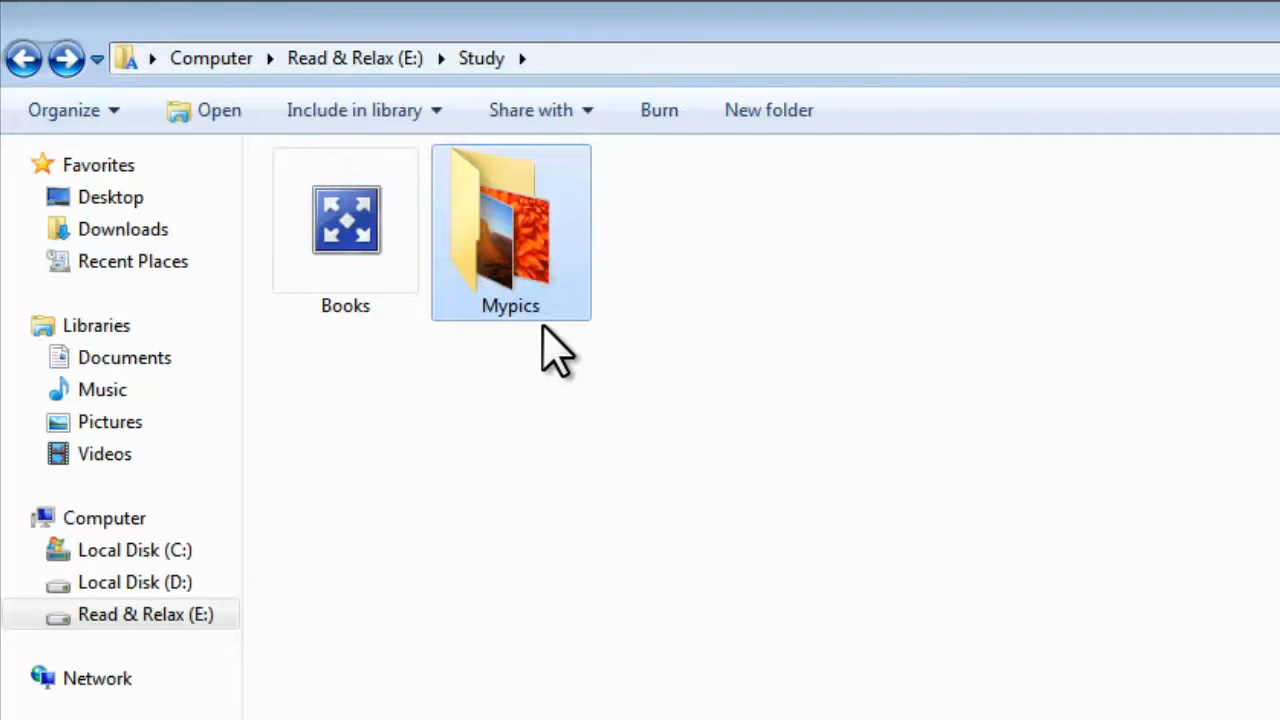 Computer Read & Relax (E:) Study
Organize Open Include in library Share with Burn New folder
Favorites
Desktop
Downloads
Recent Places
Libraries
Documents
Music
Pictures
Videos
Computer
Local Disk (C:)
Local Disk (D:)
Read & Relax (E:)
Network
Books
Mypics